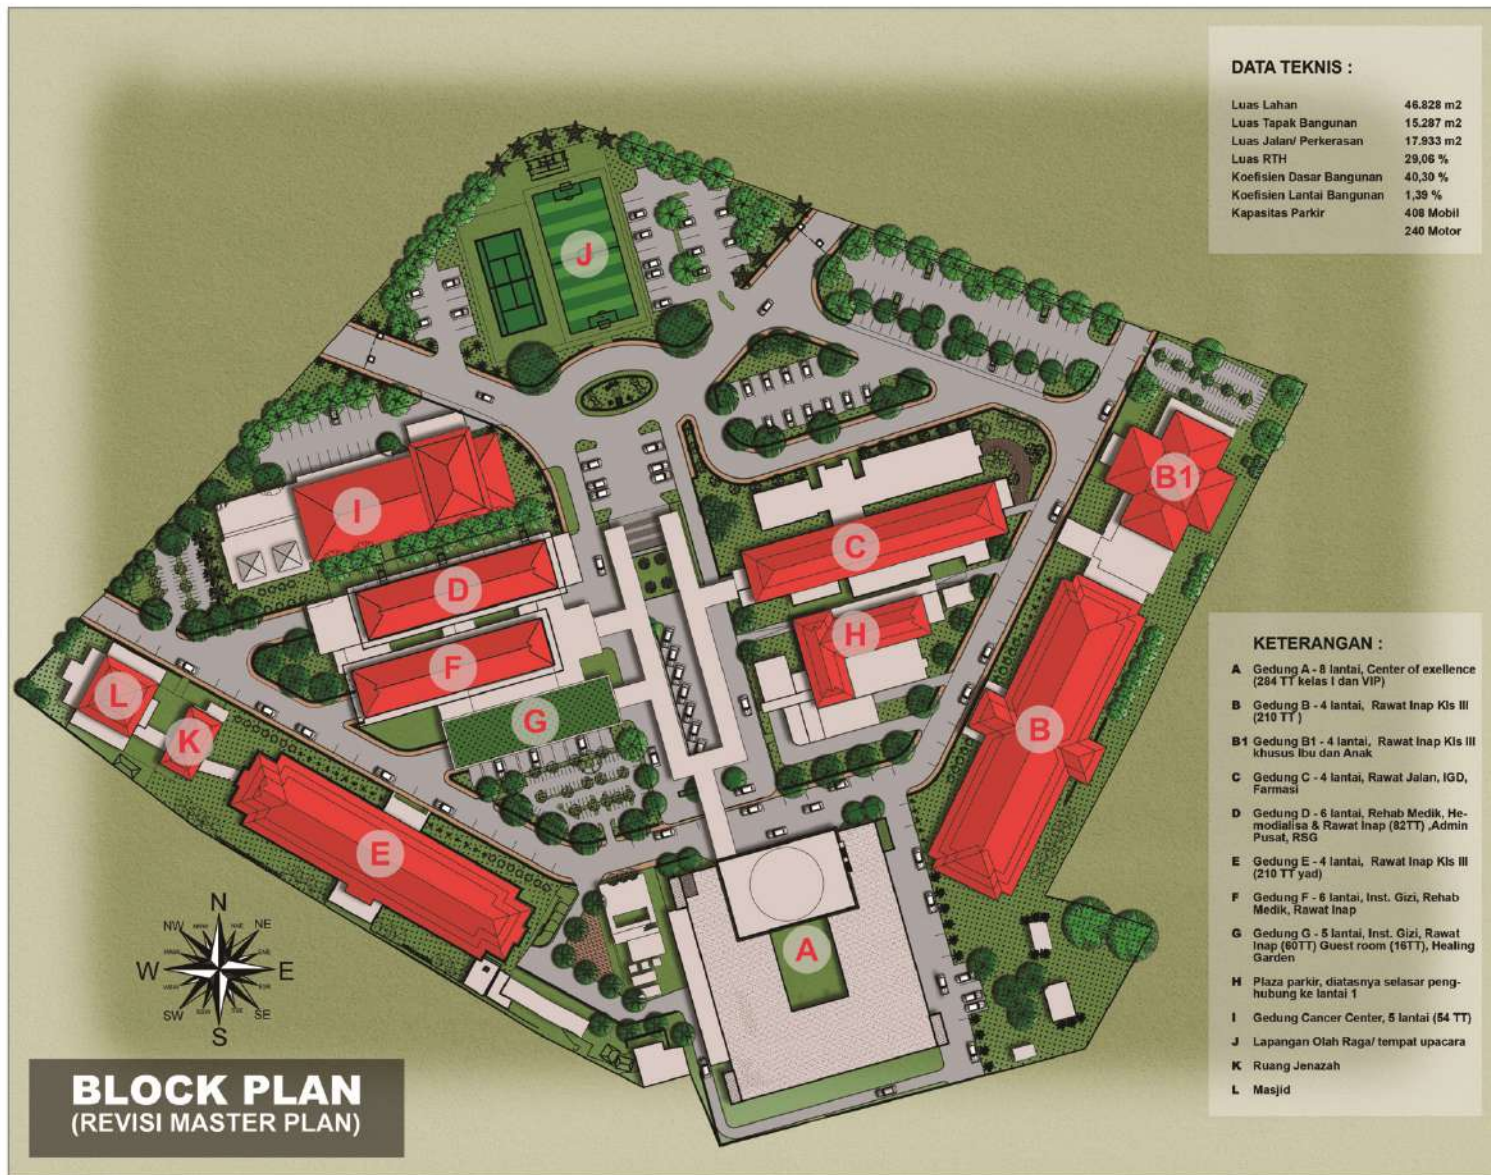 DATA TEKNIS :
Luas Lahan 46.828 m2
Luas Tapak Bangunan 15.287 m2
Luas Jalan/ Perkerasan 17.933 m2
Luas RTH 29,06 %
Koefisien Dasar Bangunan 40,30 %
Koefisien Lantai Bangunan 1,39 %
Kapasitas Parkir 408 Mobil
240 Motor
J
B1
I
C
D
H
F
L
G
K
B
E
A
KETERANGAN :
A Gedung A - 8 lantai, Center of exellence
(284 TT kelas I dan VIP)
B Gedung B - 4 lantai, Rawat Inap Kls III
(210 TT )
B1 Gedung B1 - 4 lantai, Rawat Inap Kls III
khusus Ibu dan Anak
C Gedung C - 4 lantai, Rawat Jalan, IGD,
Farmasi
D Gedung D - 6 lantai, Rehab Medik, He-
modialisa & Rawat Inap (82TT) ,Admin
Pusat, RSG
E Gedung E - 4 lantai, Rawat Inap Kls III
(210 TT yad)
F Gedung F - 6 lantai, Inst. Gizi, Rehab
Medik, Rawat Inap
G Gedung G - 5 lantai, Inst. Gizi, Rawat
Inap (60TT) Guest room (16TT), Healing
Garden
H Plaza parkir, diatasnya selasar peng-
hubung ke lantai 1
I Gedung Cancer Center, 5 lantai (54 TT)
J Lapangan Olah Raga/ tempat upacara
K Ruang Jenazah
L Masjid
N
NW NE
W E
SW SE
S
BLOCK PLAN
(REVISI MASTER PLAN)